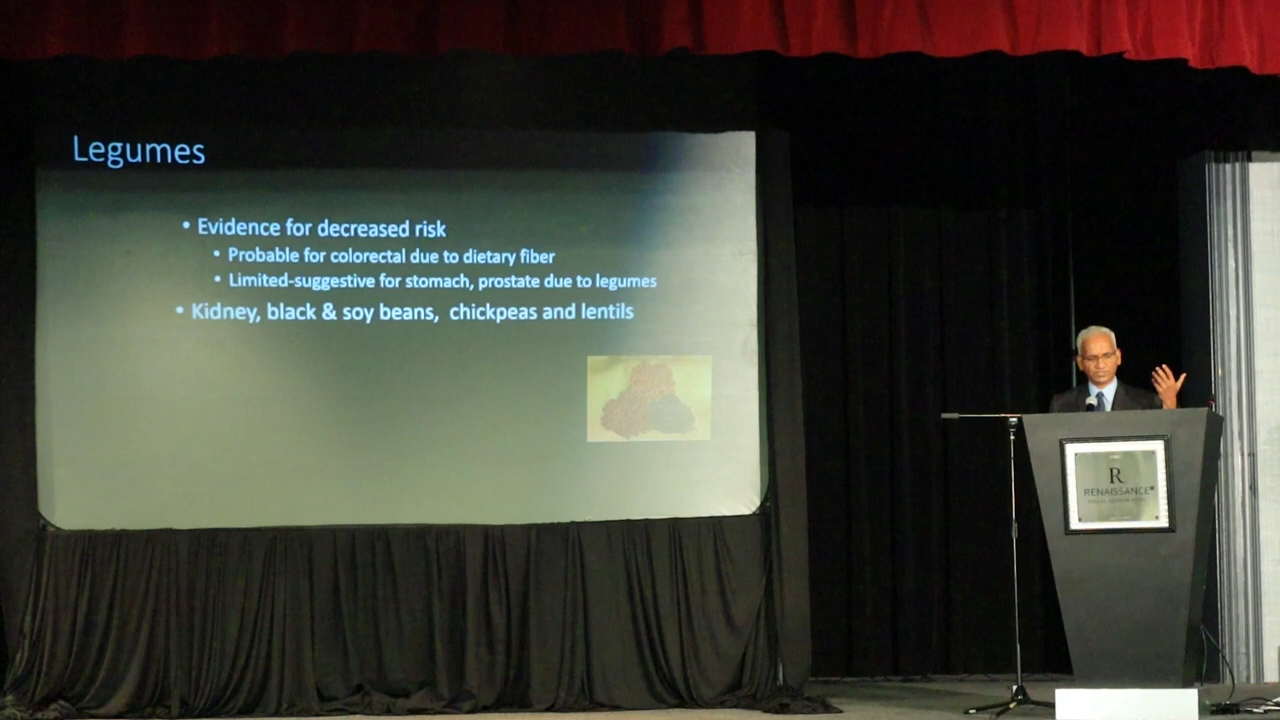 Legumes
• Evidence for decreased risk
• Probable for colorectal due to dietary fiber
• Limited-suggestive for stomach, prostate due to legumes
• Kidney, black & soy beans, chickpeas and lentils
R
RENAISSANCE